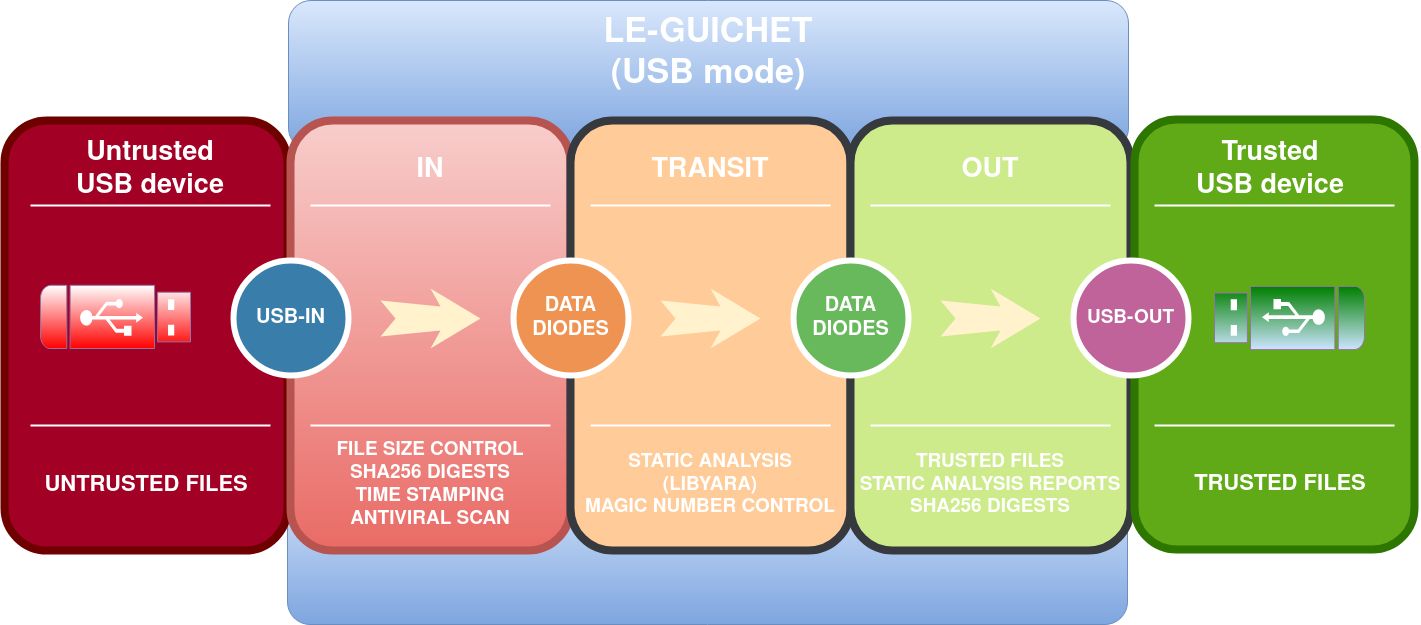 LE-GUICHET
(USB mode)
Untrusted
USB device
IN
TRANSIT
OUT
Trusted
USB device
USB-IN
DATA
DIODES
DATA
DIODES
USB-OUT
UNTRUSTED FILES
FILE SIZE CONTROL
SHA256 DIGESTS
TIME STAMPING
ANTIVIRAL SCAN
STATIC ANALYSIS
(LIBYARA)
MAGIC NUMBER CONTROL
TRUSTED FILES
STATIC ANALYSIS REPORTS
SHA256 DIGESTS
TRUSTED FILES